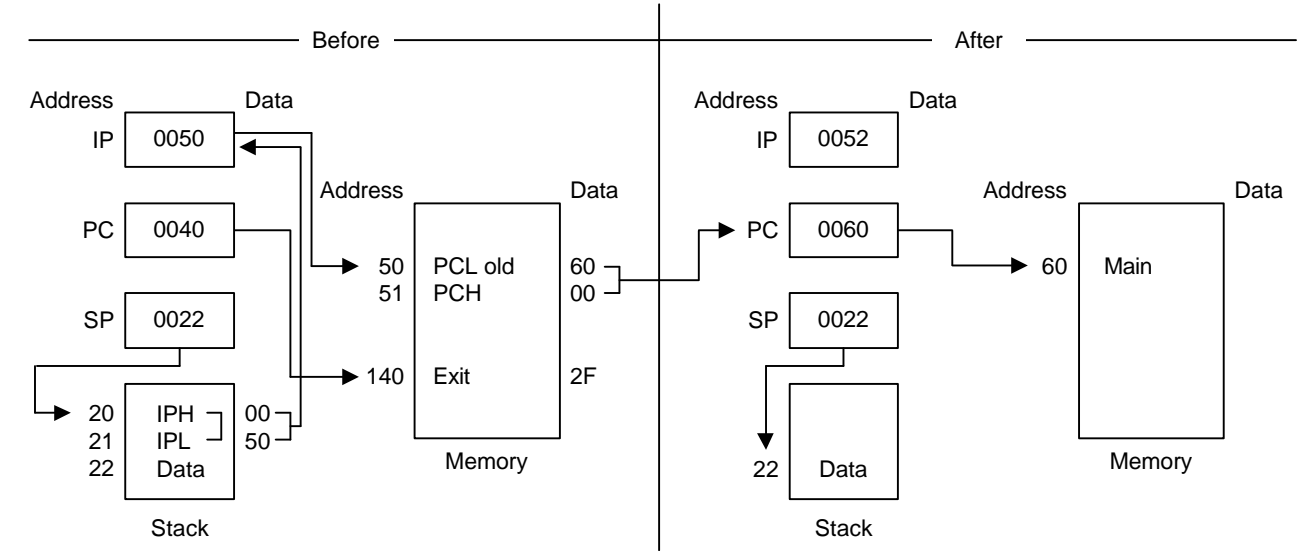 Before
Address Data
IP 0050
PC 0040
SP 0022
20 IPH 00
21 IPL 50
22 Data
Stack
Address Data
50 PCL old 60
51 PCH 00
140 Exit 2F
Memory
After
Address Data
IP 0052
PC 0060
SP 0022
22 Data
Stack
Address Data
60 Main
Memory